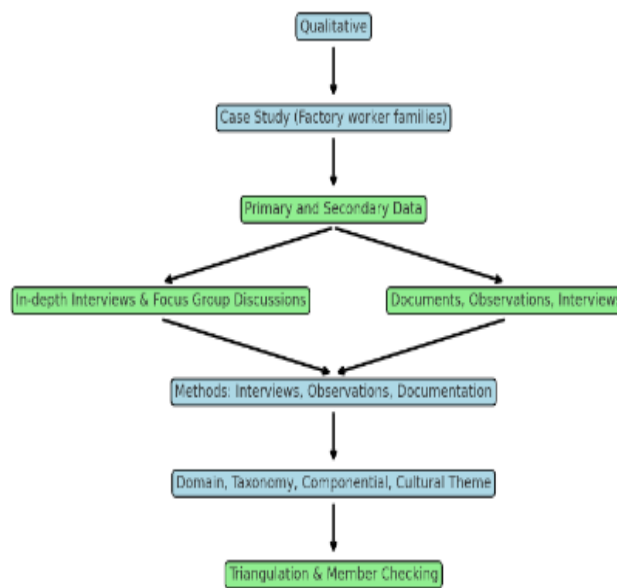 Qualitative
Case Study (Factory worker families)
Primary and Secondary Data
In-depth Interviews & Focus Group Discussions
Documents, Observations, Interviews
Methods: Interviews, Observations, Documentation
Domain, Taxonomy, Componential, Cultural Theme
Triangulation & Member Checking